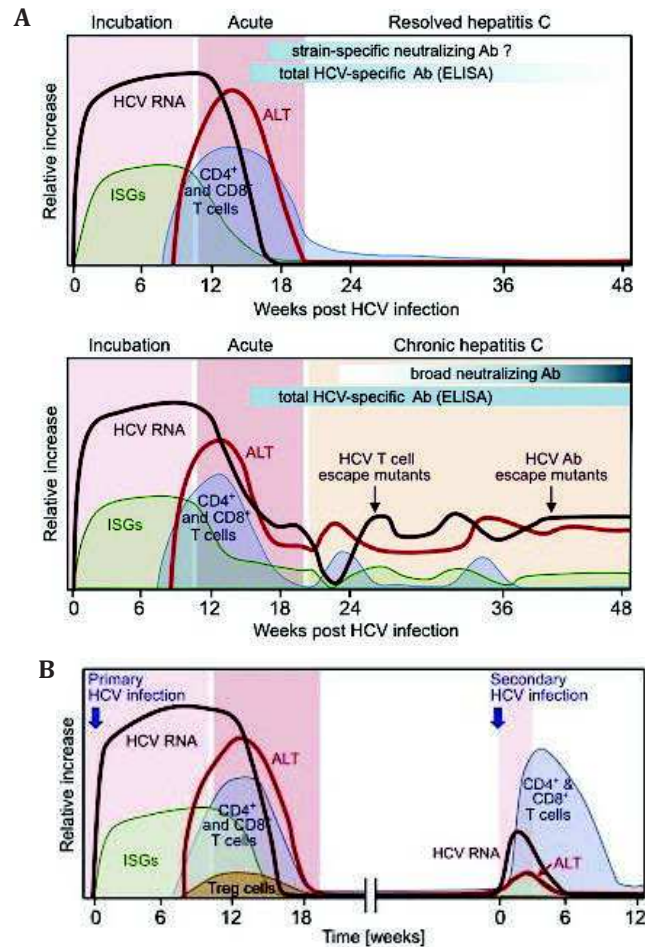 A
Incubation Acute Resolved hepatitis C
strain-specific neutralizing Ab ?
total HCV-specific Ab (ELISA)
HCV RNA
ALT
CD4+
and CD8+
T cells
ISGs
Relative increase
0 6 12 18 24 36 48
Weeks post HCV infection
Incubation Acute Chronic hepatitis C
broad neutralizing Ab
total HCV-specific Ab (ELISA)
HCV RNA
ALT
HCV T cell
escape mutants
HCV Ab
escape mutants
CD4+
and CD8+
T cells
ISGs
Relative increase
0 6 12 18 24 36 48
Weeks post HCV infection
B
Primary
HCV infection
Secondary
HCV infection
HCV RNA
ALT
CD4+
and CD8+
T cells
ISGs
Treg cells
CD4+ &
CD8+
T cells
HCV RNA
ALT
Relative increase
0 6 12 18 0 6 12
Time [weeks]